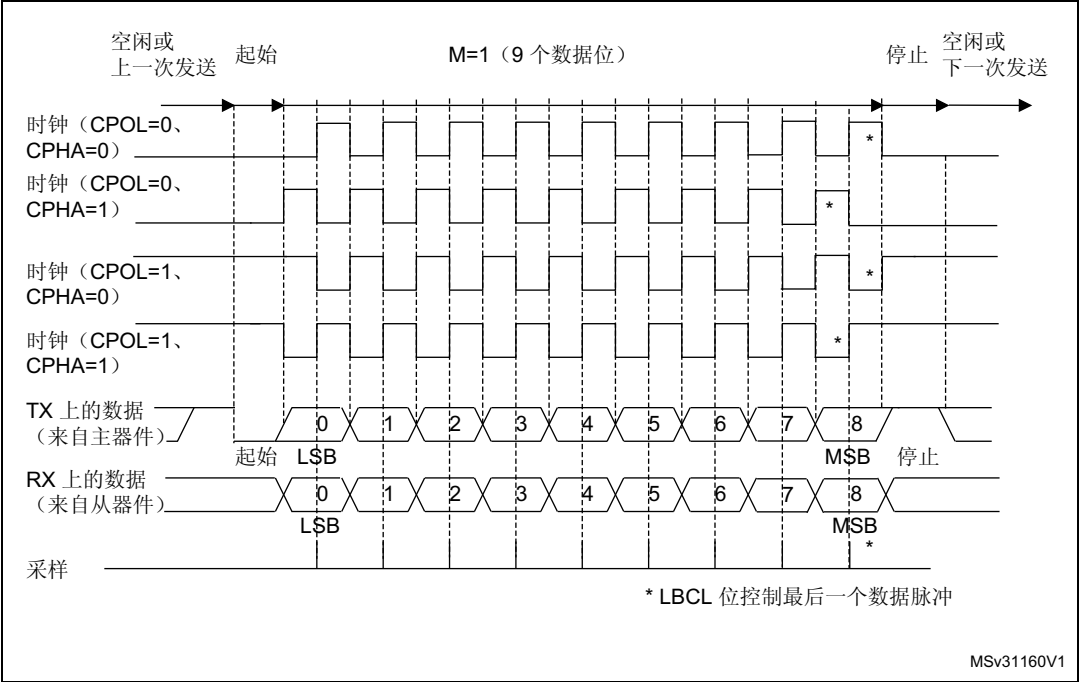 空闲或
上一次发送
起始
M=1（9 个数据位）
停止
空闲或
下一次发送
时钟（CPOL=0、
CPHA=0）
*
时钟（CPOL=0、
CPHA=1）
*
时钟（CPOL=1、
CPHA=0）
*
时钟（CPOL=1、
CPHA=1）
*
TX 上的数据
（来自主器件）
0 1 2 3 4 5 6 7 8
起始 LSB MSB 停止
RX 上的数据
（来自从器件）
0 1 2 3 4 5 6 7 8
LSB MSB
*
采样
* LBCL 位控制最后一个数据脉冲
MSv31160V1